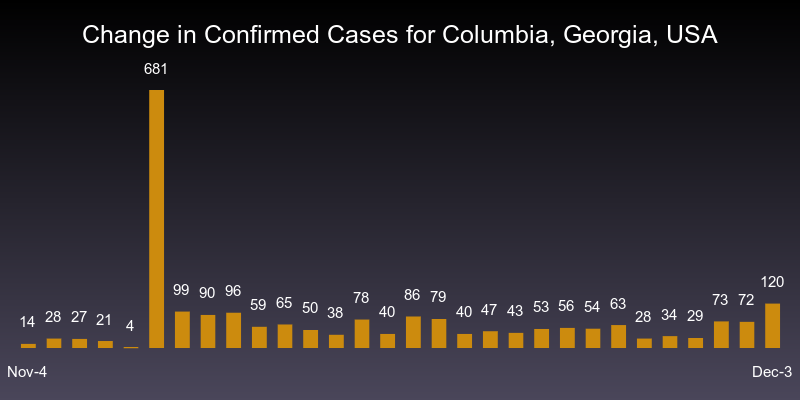 Change in Confirmed Cases for Columbia, Georgia, USA
14 28 27 21 4 681 99 90 96 59 65 50 38 78 40 86 79 40 47 43 53 56 54 63 28 34 29 73 72 120
Nov-4 Dec-3